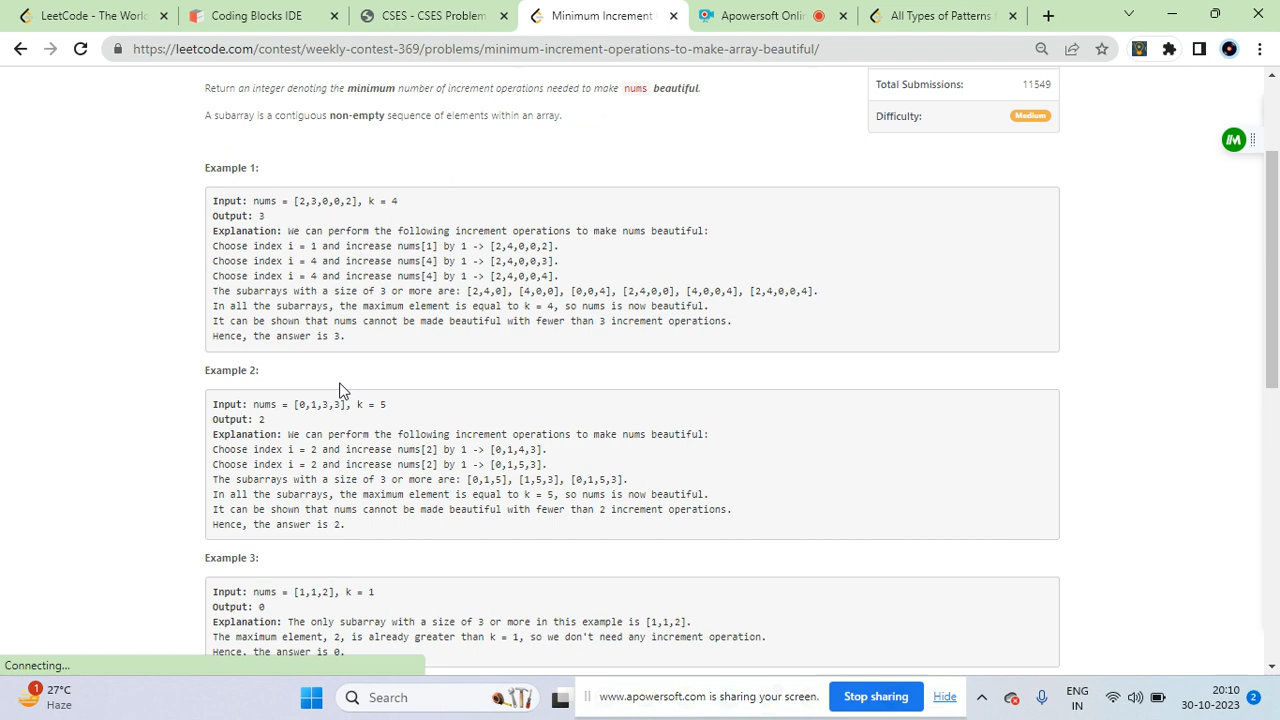 LeetCode - The World
Coding Blocks IDE
CSES - CSES Problem
Minimum Increment
Apowersoft Onli
All Types of Patterns
https://leetcode.com/contest/weekly-contest-369/problems/minimum-increment-operations-to-make-array-beautiful/
Return an integer denoting the minimum number of increment operations needed to make nums beautiful.
A subarray is a contiguous non-empty sequence of elements within an array.
Total Submissions: 11549
Difficulty: Medium
Example 1:
Input: nums = [2,3,0,0,2], k = 4
Output: 3
Explanation: We can perform the following increment operations to make nums beautiful:
Choose index i = 1 and increase nums[1] by 1 -> [2,4,0,0,2].
Choose index i = 4 and increase nums[4] by 1 -> [2,4,0,0,3].
Choose index i = 4 and increase nums[4] by 1 -> [2,4,0,0,4].
The subarrays with a size of 3 or more are: [2,4,0], [4,0,0], [0,0,4], [2,4,0,0], [4,0,0,4], [2,4,0,0,4].
In all the subarrays, the maximum element is equal to k = 4, so nums is now beautiful.
It can be shown that nums cannot be made beautiful with fewer than 3 increment operations.
Hence, the answer is 3.
Example 2:
Input: nums = [0,1,3,3], k = 5
Output: 2
Explanation: We can perform the following increment operations to make nums beautiful:
Choose index i = 2 and increase nums[2] by 1 -> [0,1,4,3].
Choose index i = 2 and increase nums[2] by 1 -> [0,1,5,3].
The subarrays with a size of 3 or more are: [0,1,5], [1,5,3], [0,1,5,3].
In all the subarrays, the maximum element is equal to k = 5, so nums is now beautiful.
It can be shown that nums cannot be made beautiful with fewer than 2 increment operations.
Hence, the answer is 2.
Example 3:
Input: nums = [1,1,2], k = 1
Output: 0
Explanation: The only subarray with a size of 3 or more in this example is [1,1,2].
The maximum element, 2, is already greater than k = 1, so we don't need any increment operation.
Hence, the answer is 0.
Connecting...
1
27°C
Haze
Search
www.apowersoft.com is sharing your screen.
Stop sharing
Hide
ENG
IN
20:10
30-10-2023
2